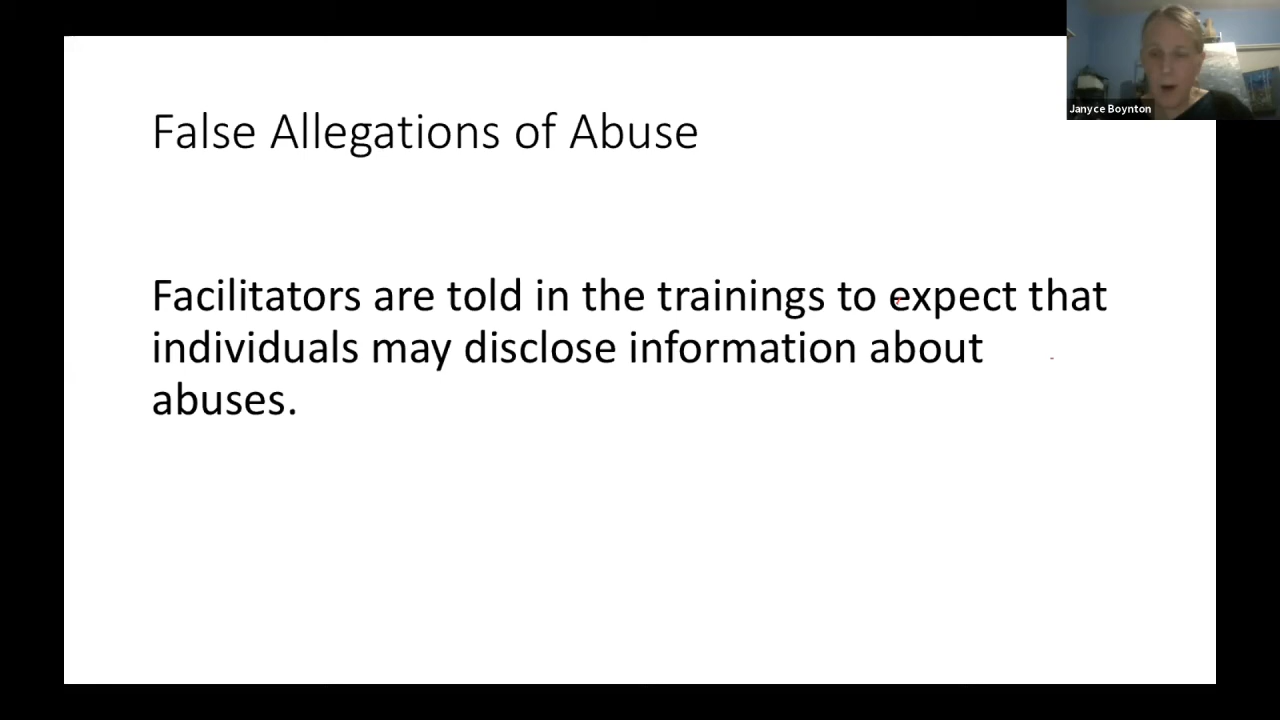 Janyce Boynton
False Allegations of Abuse
Facilitators are told in the trainings to expect that
individuals may disclose information about
abuses.